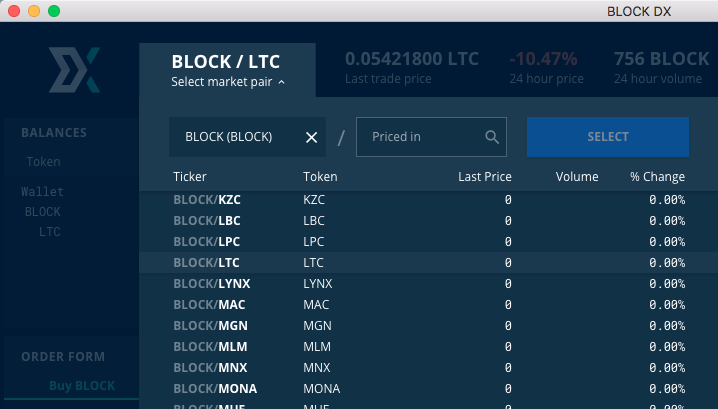 BLOCK DX
BLOCK / LTC
Select market pair
0.05421800 LTC
Last trade price
-10.47%
24 hour price
756 BLOCK
24 hour volume
BALANCES
Token
Wallet
BLOCK
LTC
ORDER FORM
Buy BLOCK
BLOCK (BLOCK) / Priced in SELECT
Ticker Token Last Price Volume % Change
BLOCK/KZC KZC 0 0.00%
BLOCK/LBC LBC 0 0.00%
BLOCK/LPC LPC 0 0.00%
BLOCK/LTC LTC 0 0.00%
BLOCK/LYNX LYNX 0 0.00%
BLOCK/MAC MAC 0 0.00%
BLOCK/MGN MGN 0 0.00%
BLOCK/MLM MLM 0 0.00%
BLOCK/MNX MNX 0 0.00%
BLOCK/MONA MONA 0 0.00%
BLOCK/MUE MUE 0 0.00%